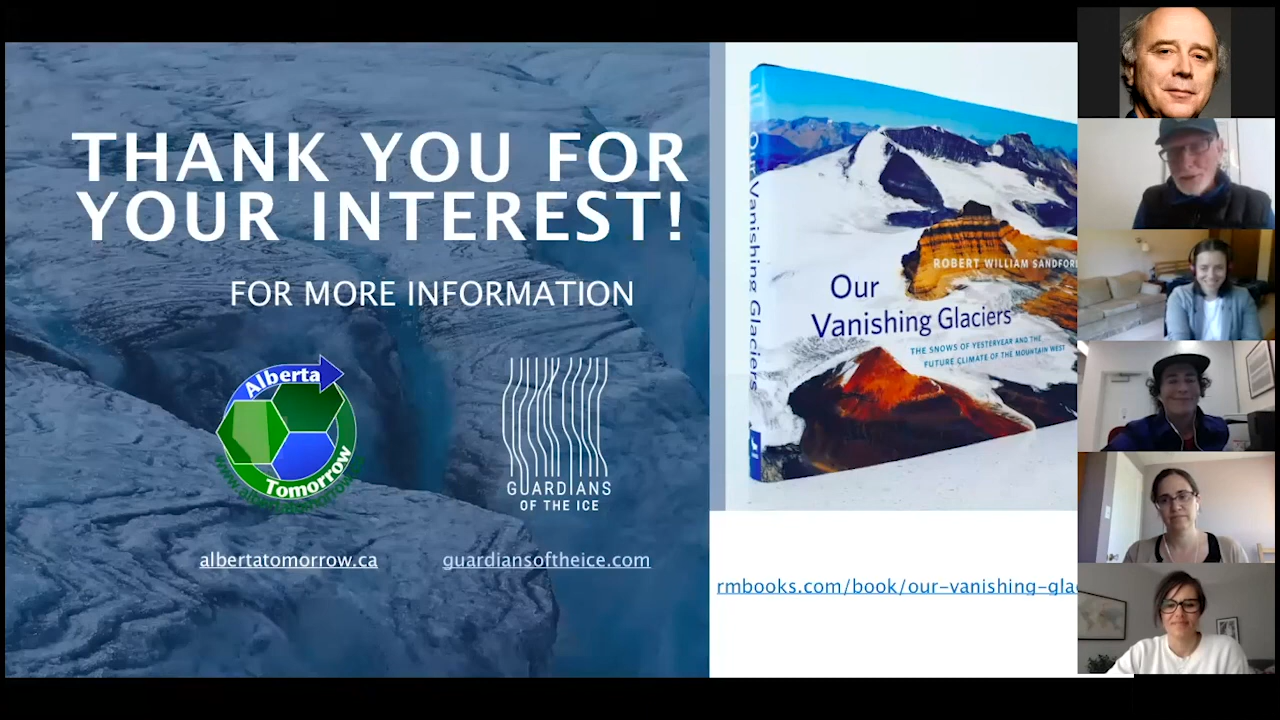 THANK YOU FOR
YOUR INTEREST!
FOR MORE INFORMATION
Alberta
Tomorrow
GUARDIANS
OF THE ICE
albertatomorrow.ca
guardiansoftheice.com
Our Vanishing Glaciers
ROBERT WILLIAM SANDFOR
Our
Vanishing Glaciers
THE SNOWS OF YESTERYEAR AND THE
FUTURE CLIMATE OF THE MOUNTAIN WEST
rmbooks.com/book/our-vanishing-glac